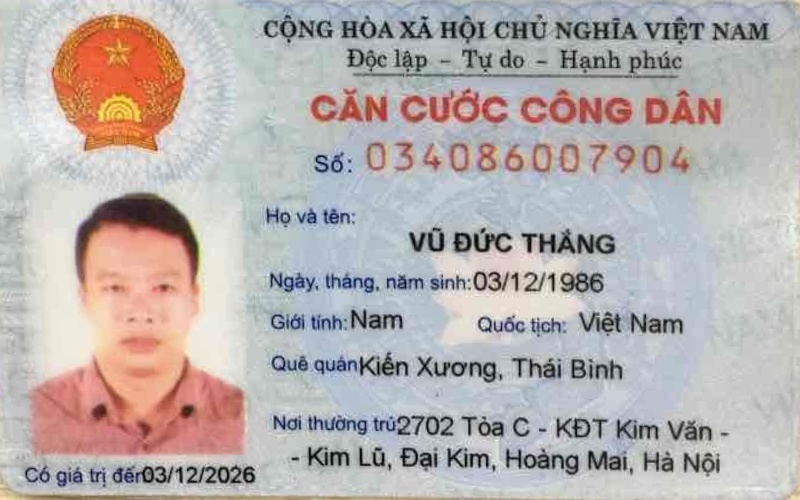 CỘNG HÒA XÃ HỘI CHỦ NGHĨA VIỆT NAM
Độc lập - Tự do - Hạnh phúc
CĂN CƯỚC CÔNG DÂN
Số: 034086007904
Họ và tên:
VŨ ĐỨC THẮNG
Ngày, tháng, năm sinh: 03/12/1986
Giới tính: Nam Quốc tịch: Việt Nam
Quê quán Kiến Xương, Thái Bình
Nơi thường trú 2702 Tòa C - KĐT Kim Văn -
- Kim Lũ, Đại Kim, Hoàng Mai, Hà Nội
Có giá trị đến 03/12/2026